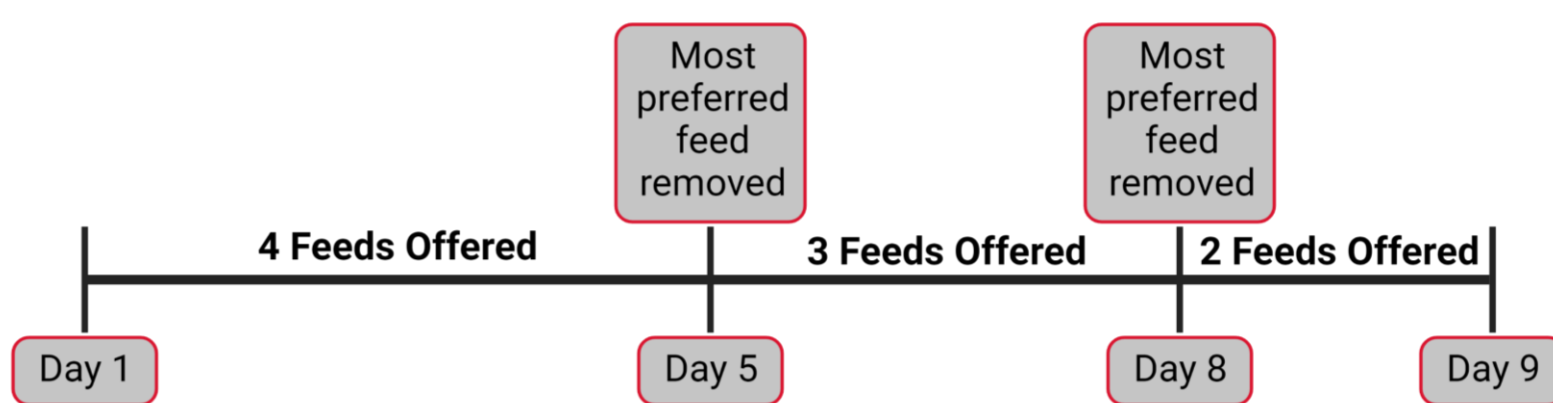 Most
preferred
feed
removed
Most
preferred
feed
removed
4 Feeds Offered
3 Feeds Offered
2 Feeds Offered
Day 1
Day 5
Day 8
Day 9